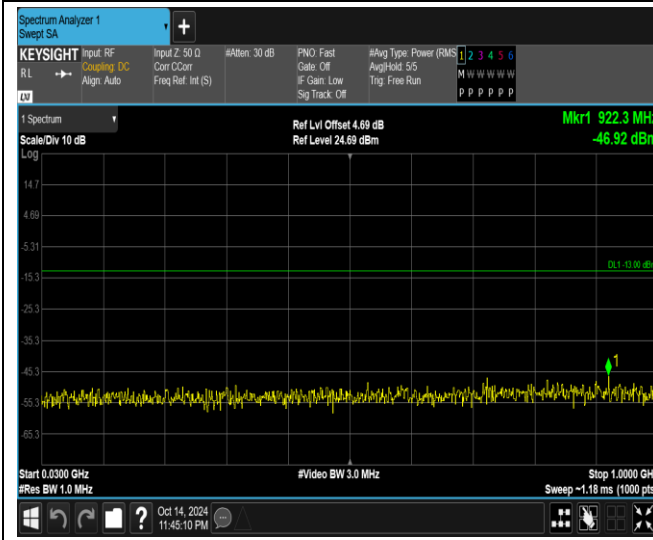 Spectrum Analyzer 1
Swept SA
+
KEYSIGHT Input: RF Input Z: 50 Ω #Atten: 30 dB PNO: Fast #Avg Type: Power (RMS 1 2 3 4 5 6
RL Coupling: DC Corr CCorr Gate: Off Avg|Hold: 5/5 M W W W W W
Align: Auto Freq Ref: Int (S) IF Gain: Low Trig: Free Run
Sig Track: Off P P P P P P
LXI
1 Spectrum Ref Lvl Offset 4.69 dB Mkr1 922.3 MHz
Scale/Div 10 dB Ref Level 24.69 dBm -46.92 dBm
Log
14.7
4.69
-5.31
DL1 -13.00 dBm
-15.3
-25.3
-35.3
1
-45.3
-55.3
-65.3
Start 0.0300 GHz #Video BW 3.0 MHz Stop 1.0000 GH
#Res BW 1.0 MHz Sweep ~1.18 ms (1000 pts
? Oct 14, 2024
11:45:10 PM